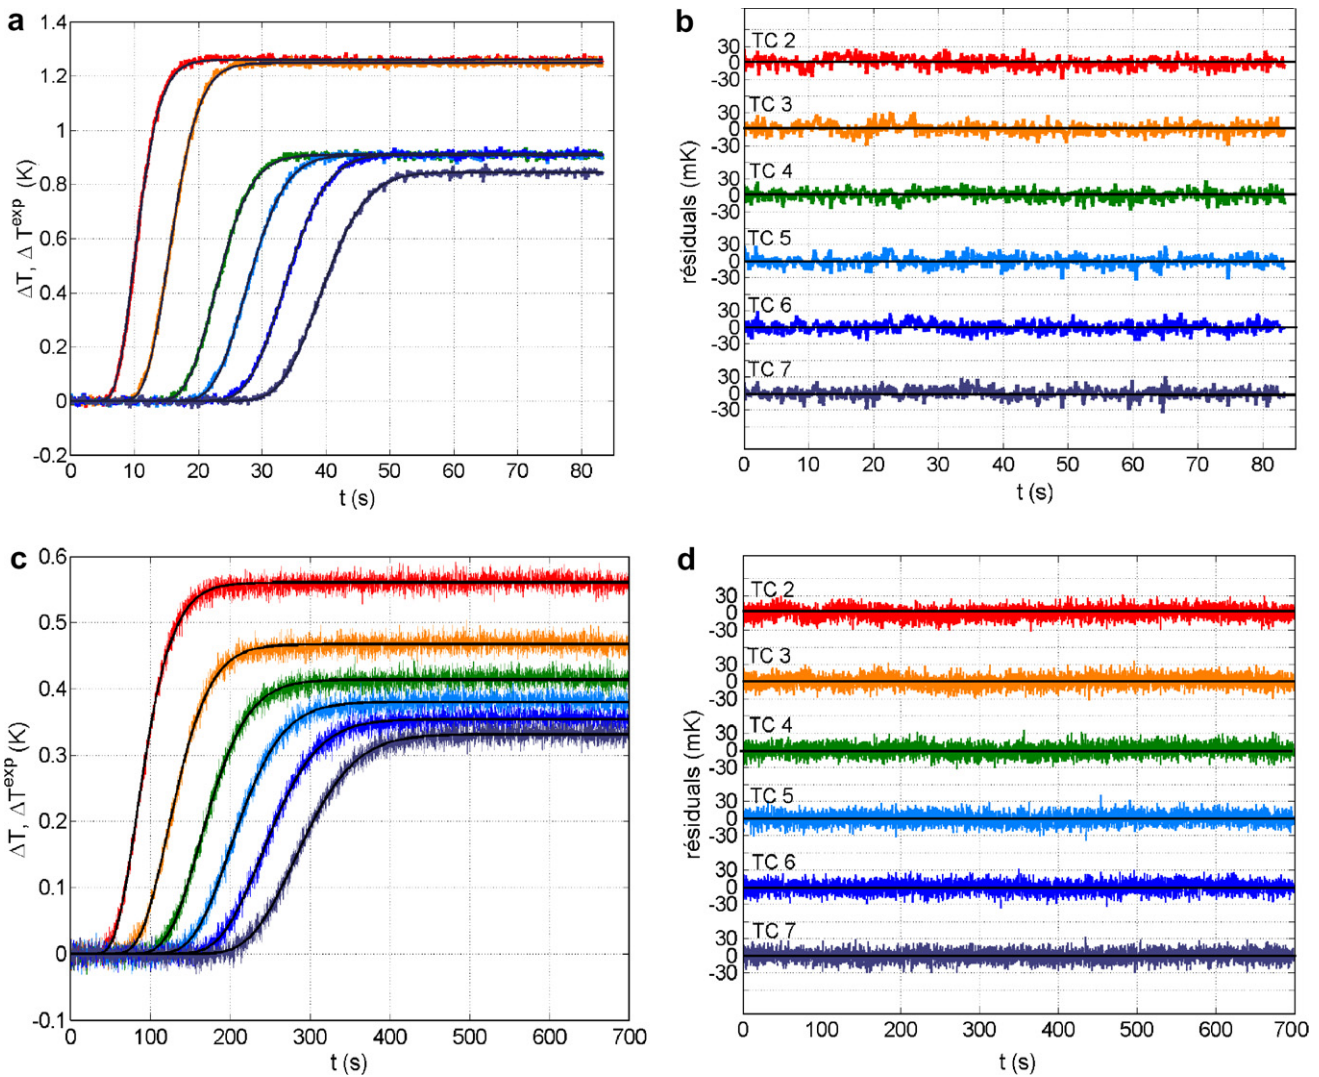 a
ΔT, ΔT^exp (K)
1.4
1.2
1
0.8
0.6
0.4
0.2
0
-0.2
0 10 20 30 40 50 60 70 80
t (s)
b
résiduals (mK)
TC 2
30
0
-30
TC 3
30
0
-30
TC 4
30
0
-30
TC 5
30
0
-30
TC 6
30
0
-30
TC 7
30
0
-30
0 10 20 30 40 50 60 70 80
t (s)
c
ΔT, ΔT^exp (K)
0.6
0.5
0.4
0.3
0.2
0.1
0
-0.1
0 100 200 300 400 500 600 700
t (s)
d
résiduals (mK)
TC 2
30
0
-30
TC 3
30
0
-30
TC 4
30
0
-30
TC 5
30
0
-30
TC 6
30
0
-30
TC 7
30
0
-30
0 100 200 300 400 500 600 700
t (s)